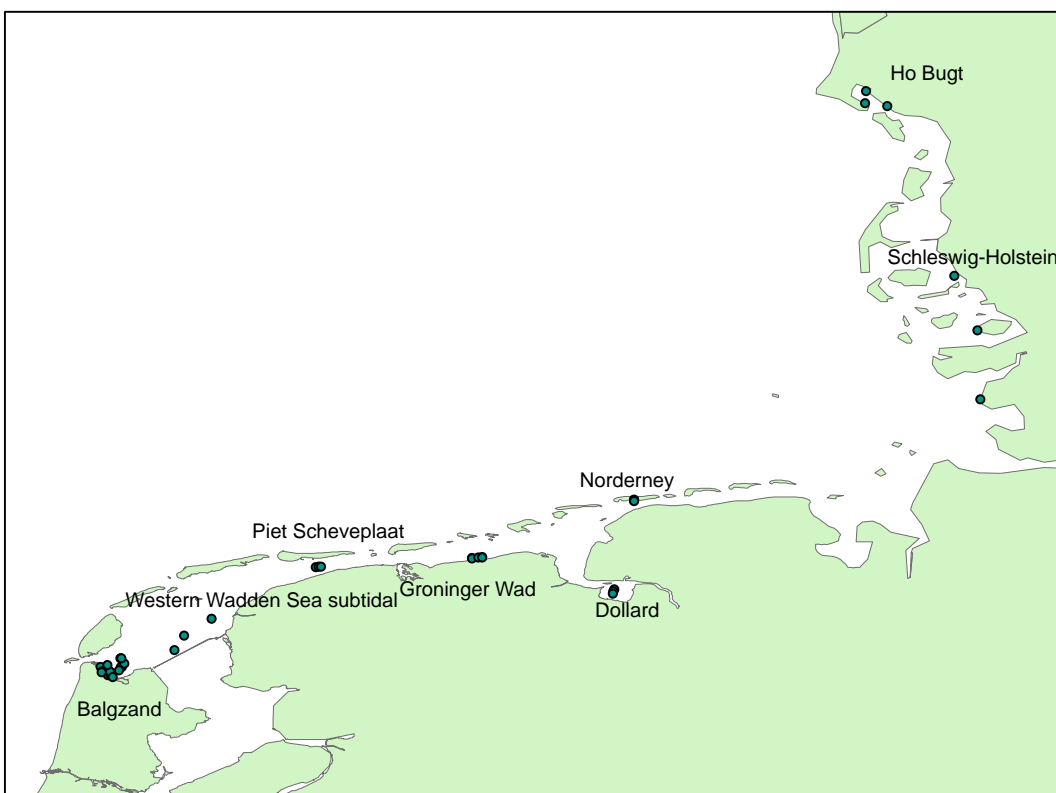 Ho Bugt
Schleswig-Holstein
Norderney
Piet Scheveplaat
Groninger Wad
Western Wadden Sea subtidal
Dollard
Balgzand